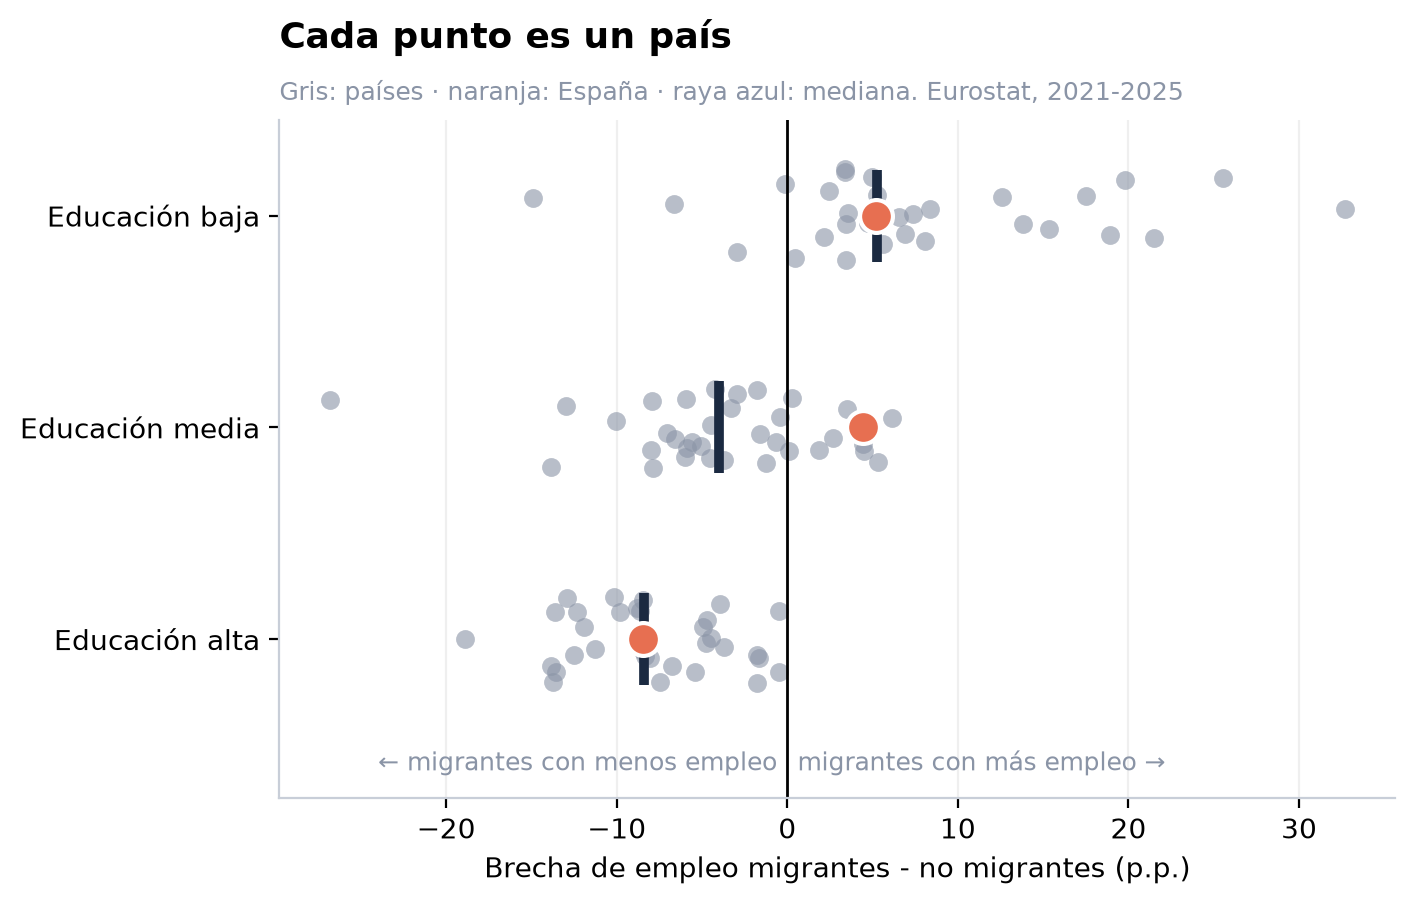 Cada punto es un país
Gris: países · naranja: España · raya azul: mediana. Eurostat, 2021-2025
Educación baja
Educación media
Educación alta
← migrantes con menos empleo
migrantes con más empleo →
−20
−10
0
10
20
30
Brecha de empleo migrantes - no migrantes (p.p.)